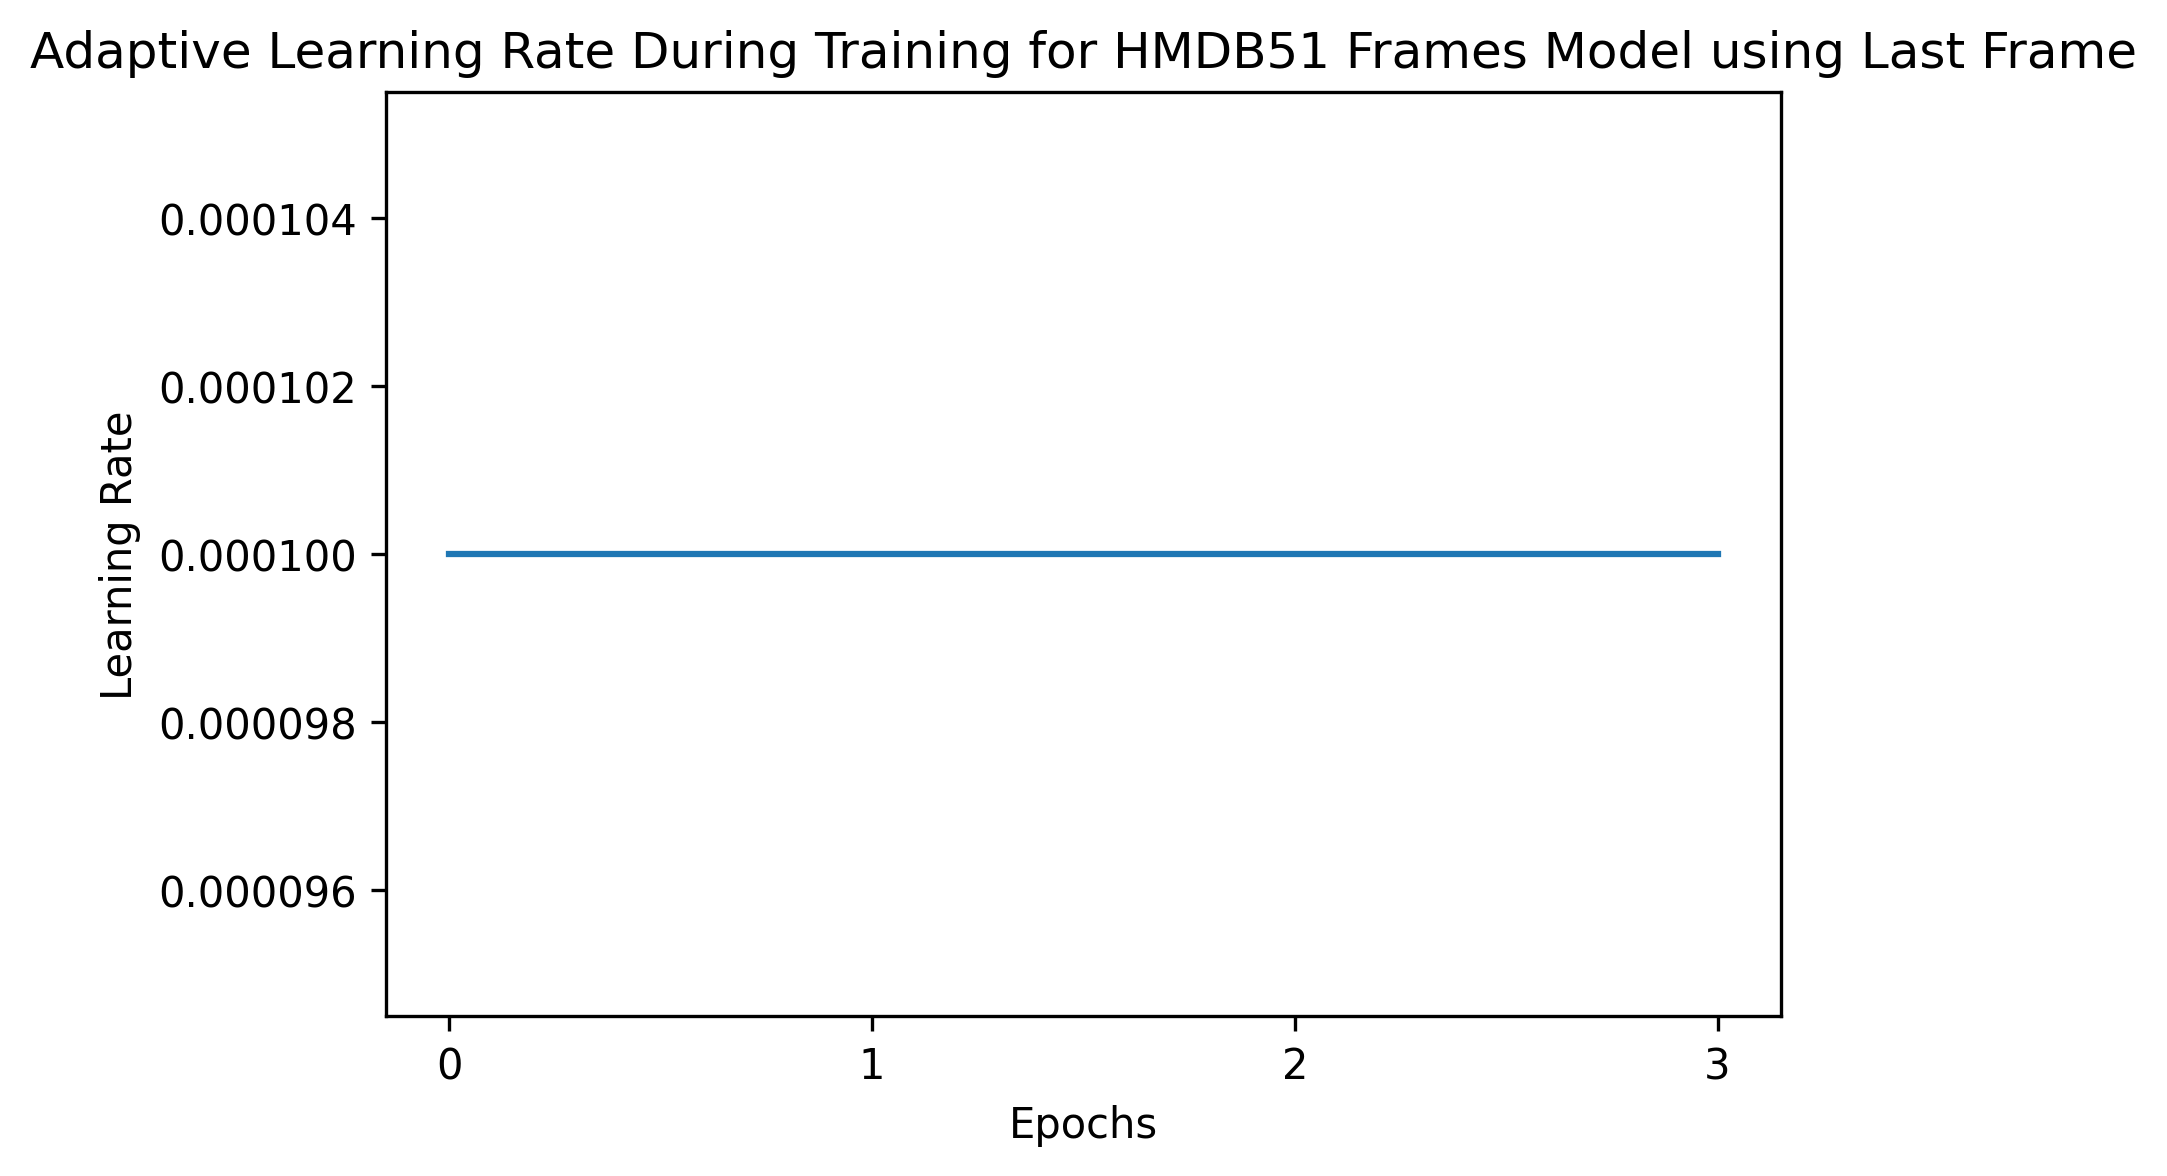 Adaptive Learning Rate During Training for HMDB51 Frames Model using Last Frame
0.000104
0.000102
0.000100
0.000098
0.000096
Learning Rate
0 1 2 3
Epochs